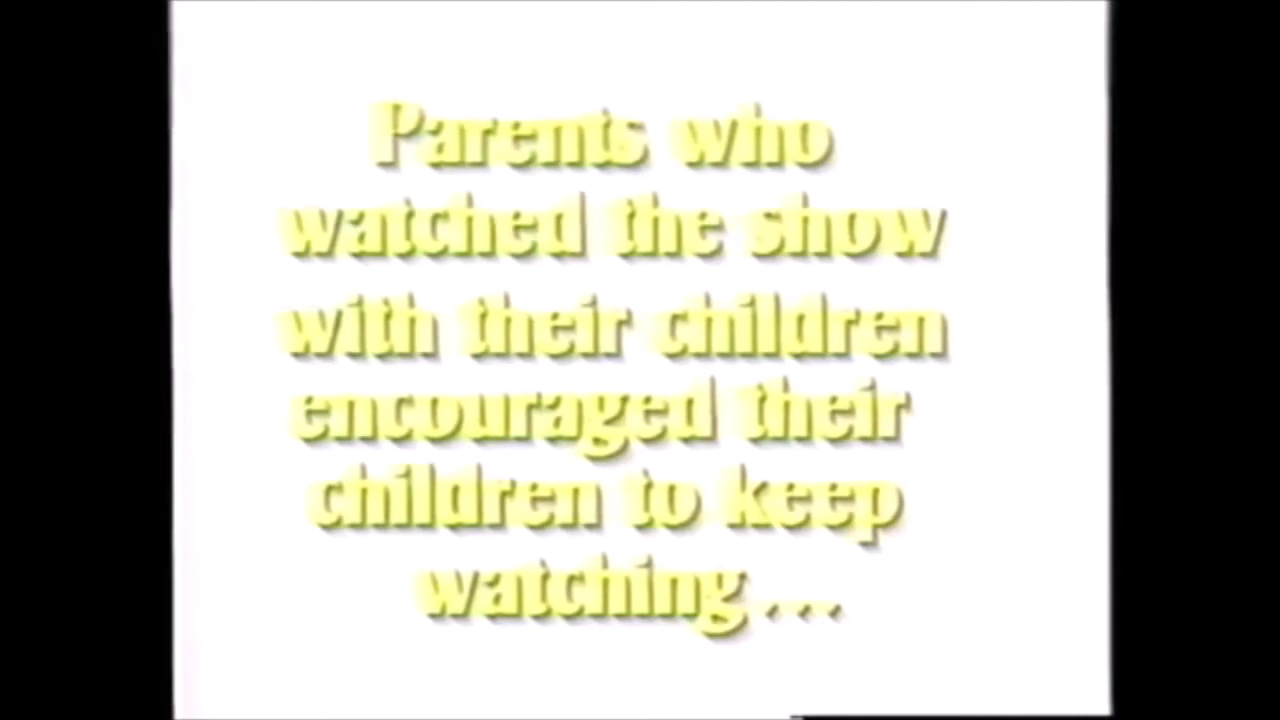 Parents who
watched the show
with their children
encouraged their
children to keep
watching...